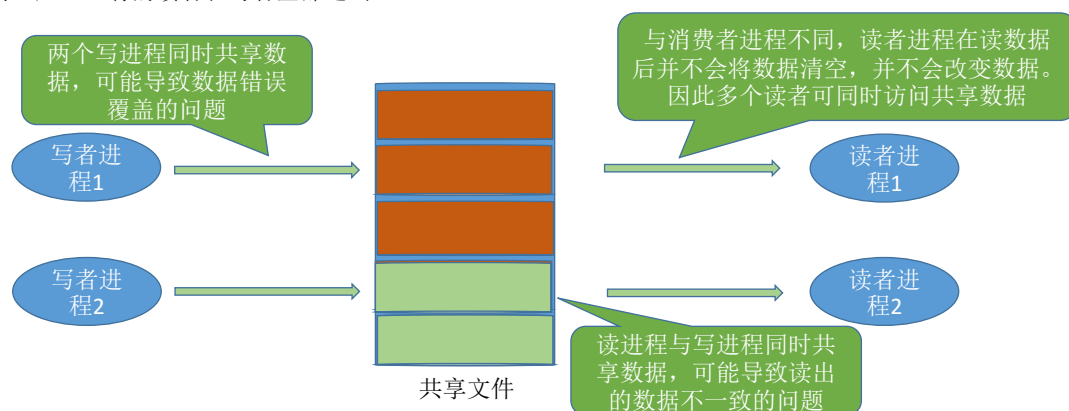 两个写进程同时共享数
据，可能导致数据错误
覆盖的问题
与消费者进程不同，读者进程在读数据
后并不会将数据清空，并不会改变数据。
因此多个读者可同时访问共享数据
写者进
程1
读者进
程1
写者进
程2
读者进
程2
读进程与写进程同时共
享数据，可能导致读出
的数据不一致的问题
共享文件